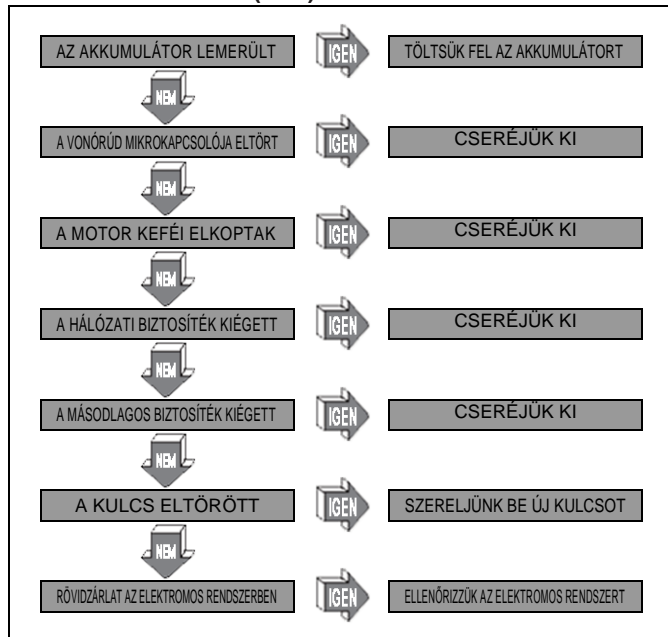 AZ AKKUMULÁTOR LEMERÜLT
IGEN
TÖLTSÜK FEL AZ AKKUMULÁTORT
NEM
A VONÓRÚD MIKROKAPCSOLÓJA ELTÖRT
IGEN
CSERÉJÜK KI
NEM
A MOTOR KEFÉI ELKOPTAK
IGEN
CSERÉJÜK KI
NEM
A HÁLÓZATI BIZTOSÍTÉK KIÉGETT
IGEN
CSERÉJÜK KI
NEM
A MÁSODLAGOS BIZTOSÍTÉK KIÉGETT
IGEN
CSERÉJÜK KI
NEM
A KULCS ELTÖRÖTT
IGEN
SZERELJÜNK BE ÚJ KULCSOT
NEM
RÖVIDZÁRLAT AZ ELEKTROMOS RENDSZERBEN
IGEN
ELLENŐRIZZÜK AZ ELEKTROMOS RENDSZERT